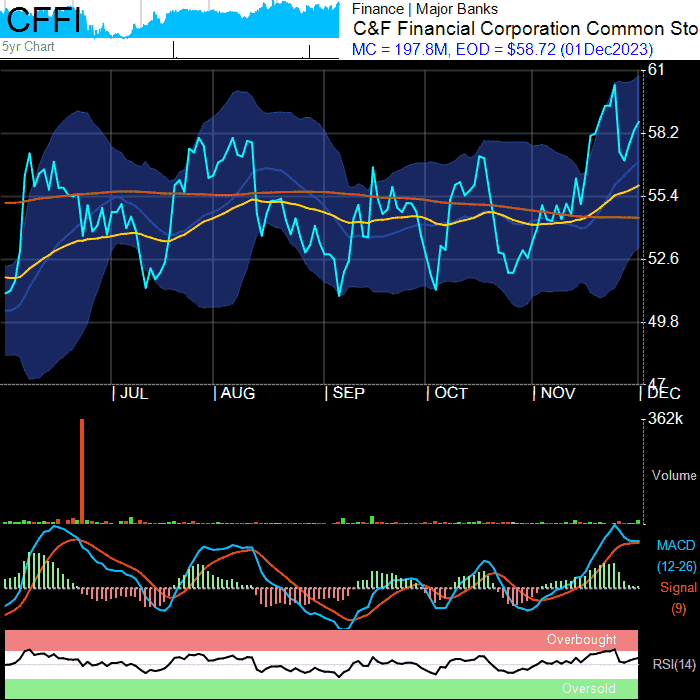 CFFI
5yr Chart
Finance | Major Banks
C&F Financial Corporation Common Sto
MC = 197.8M, EOD = $58.72 (01Dec2023)
61
58.2
55.4
52.6
49.8
47
JUL
AUG
SEP
OCT
NOV
DEC
362k
Volume
MACD
(12-26)
Signal
(9)
Overbought
RSI(14)
Oversold